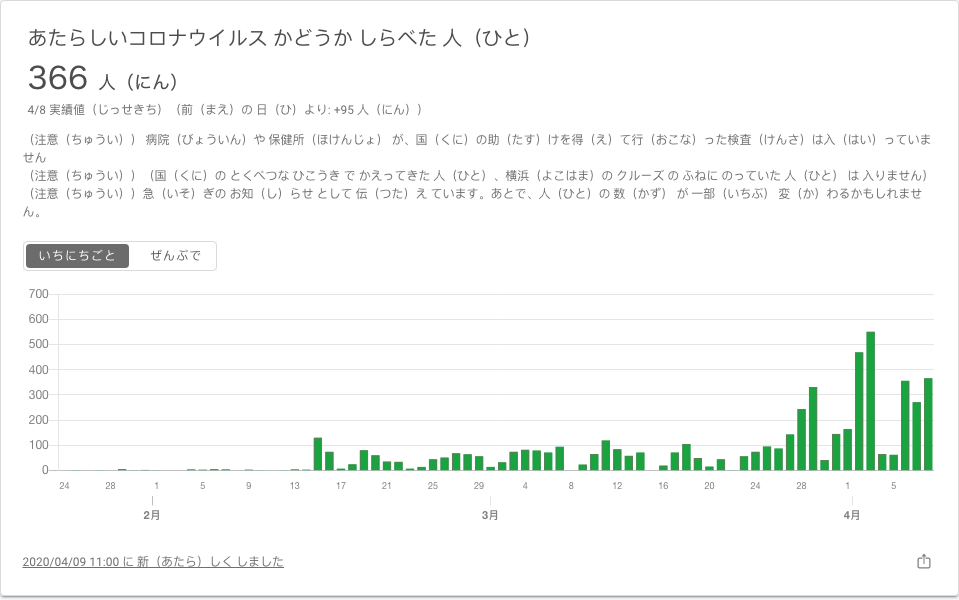 あたらしいコロナウイルス かどうか しらべた 人（ひと）
366 人（にん）
4/8 実績値（じっせきち）（前（まえ）の 日（ひ）より: +95 人（にん））
（注意（ちゅうい）） 病院（びょういん）や 保健所（ほけんじょ） が、国（くに）の助（たす）けを得（え）て行（おこな）った検査（けんさ）は入（はい）っていま
せん
（注意（ちゅうい））（国（くに）の とくべつな ひこうき で かえってきた 人（ひと）、横浜（よこはま）の クルーズ の ふねに のっていた 人（ひと） は 入りません）
（注意（ちゅうい））急（いそ）ぎの お知（し）らせ として 伝（つた）え ています。あとで、人（ひと）の 数（かず） が 一部（いちぶ） 変（か）わるかもしれませ
ん。
いちにちごと ぜんぶで
700
600
500
400
300
200
100
0
24 28 1 5 9 13 17 21 25 29 4 8 12 16 20 24 28 1 5
2月 3月 4月
2020/04/09 11:00 に 新（あたら）しく しました